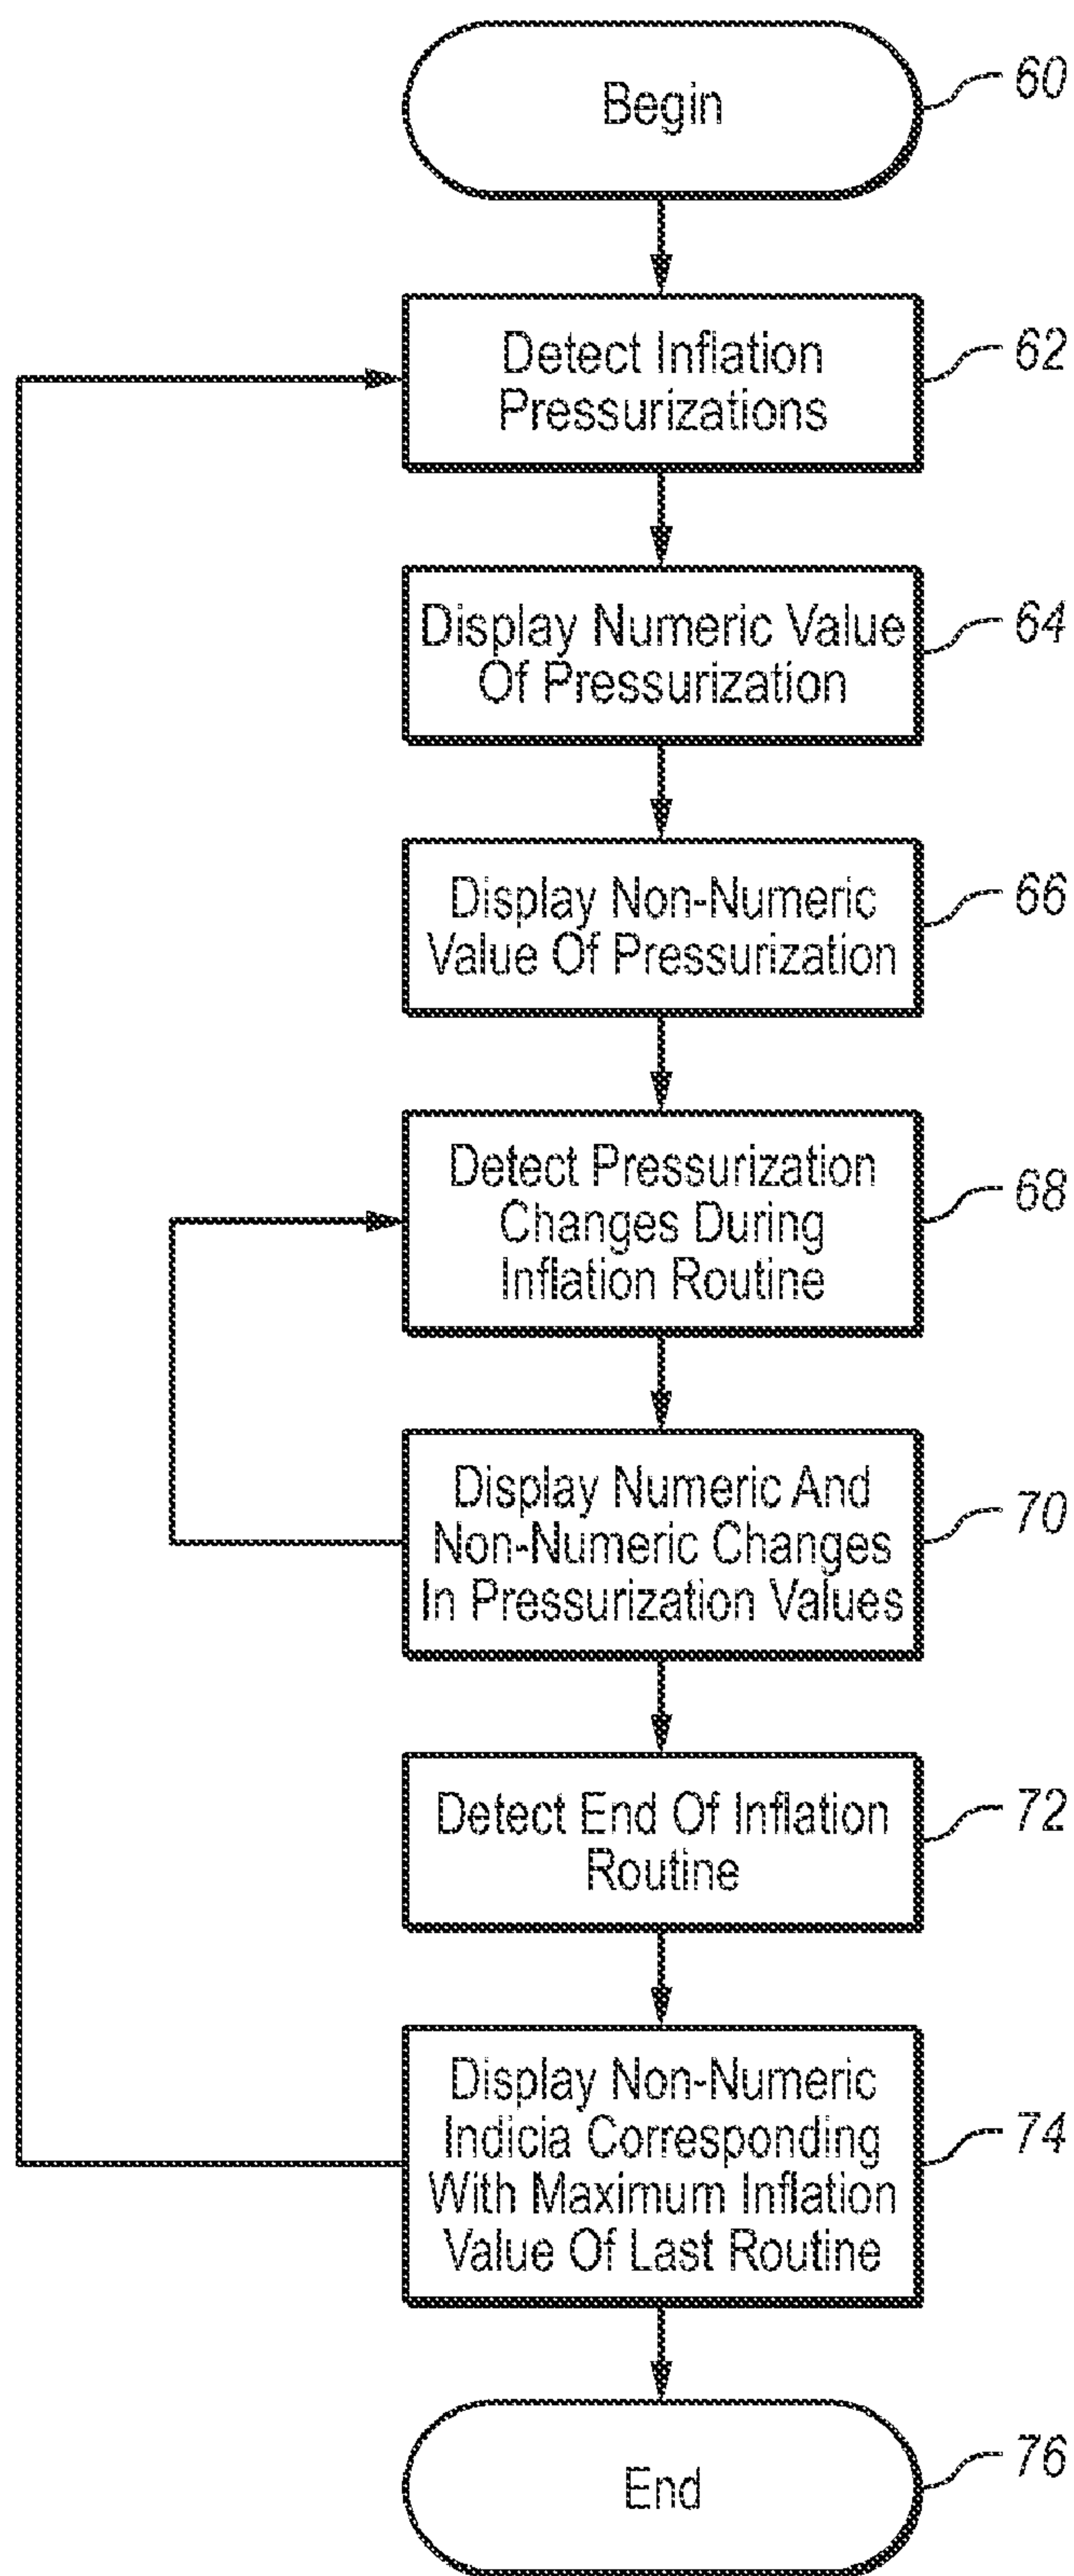 Begin
60
Detect Inflation
Pressurizations
62
Display Numeric Value
Of Pressurization
64
Display Non-Numeric
Value Of Pressurization
66
Detect Pressurization
Changes During
Inflation Routine
68
Display Numeric And
Non-Numeric Changes
In Pressurization Values
70
Detect End Of Inflation
Routine
72
Display Non-Numeric
Indicia Corresponding
With Maximum Inflation
Value Of Last Routine
74
End
76